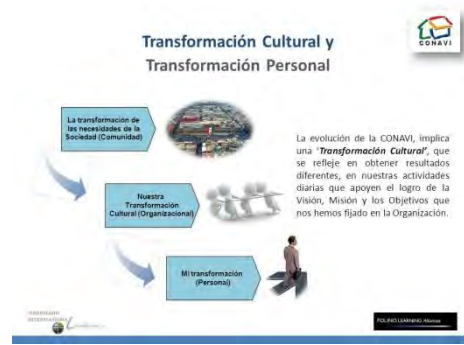 Transformación Cultural y
Transformación Personal
CONAVI
La transformación de
las necesidades de la
Sociedad (Comunidad)
Nuestra
Transformación
Cultural (Organizacional)
Mi transformación
(Personal)
La evolución de la CONAVI, implica
una 'Transformación Cultural', que
se refleje en obtener resultados
diferentes, en nuestras actividades
diarias que apoyen el logro de la
Visión, Misión y los Objetivos que
nos hemos fijado en la Organización.